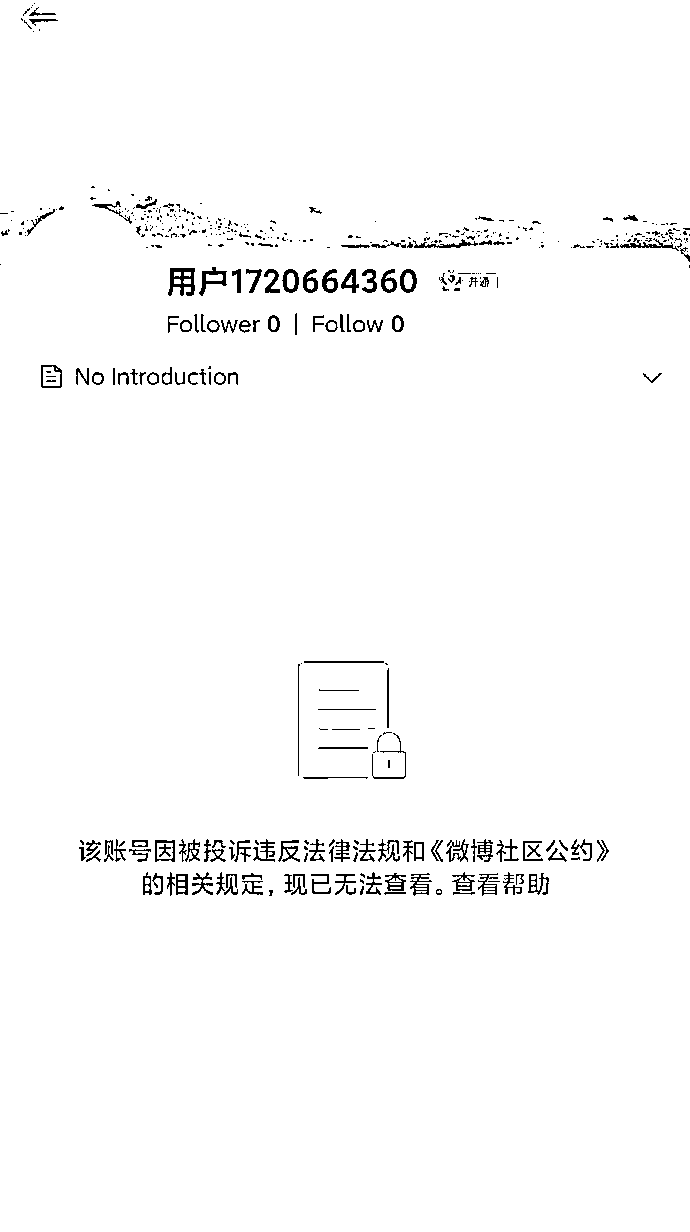 用户1720664360 开通
Follower 0 | Follow 0
No Introduction
该账号因被投诉违反法律法规和《微博社区公约》
的相关规定，现已无法查看。查看帮助